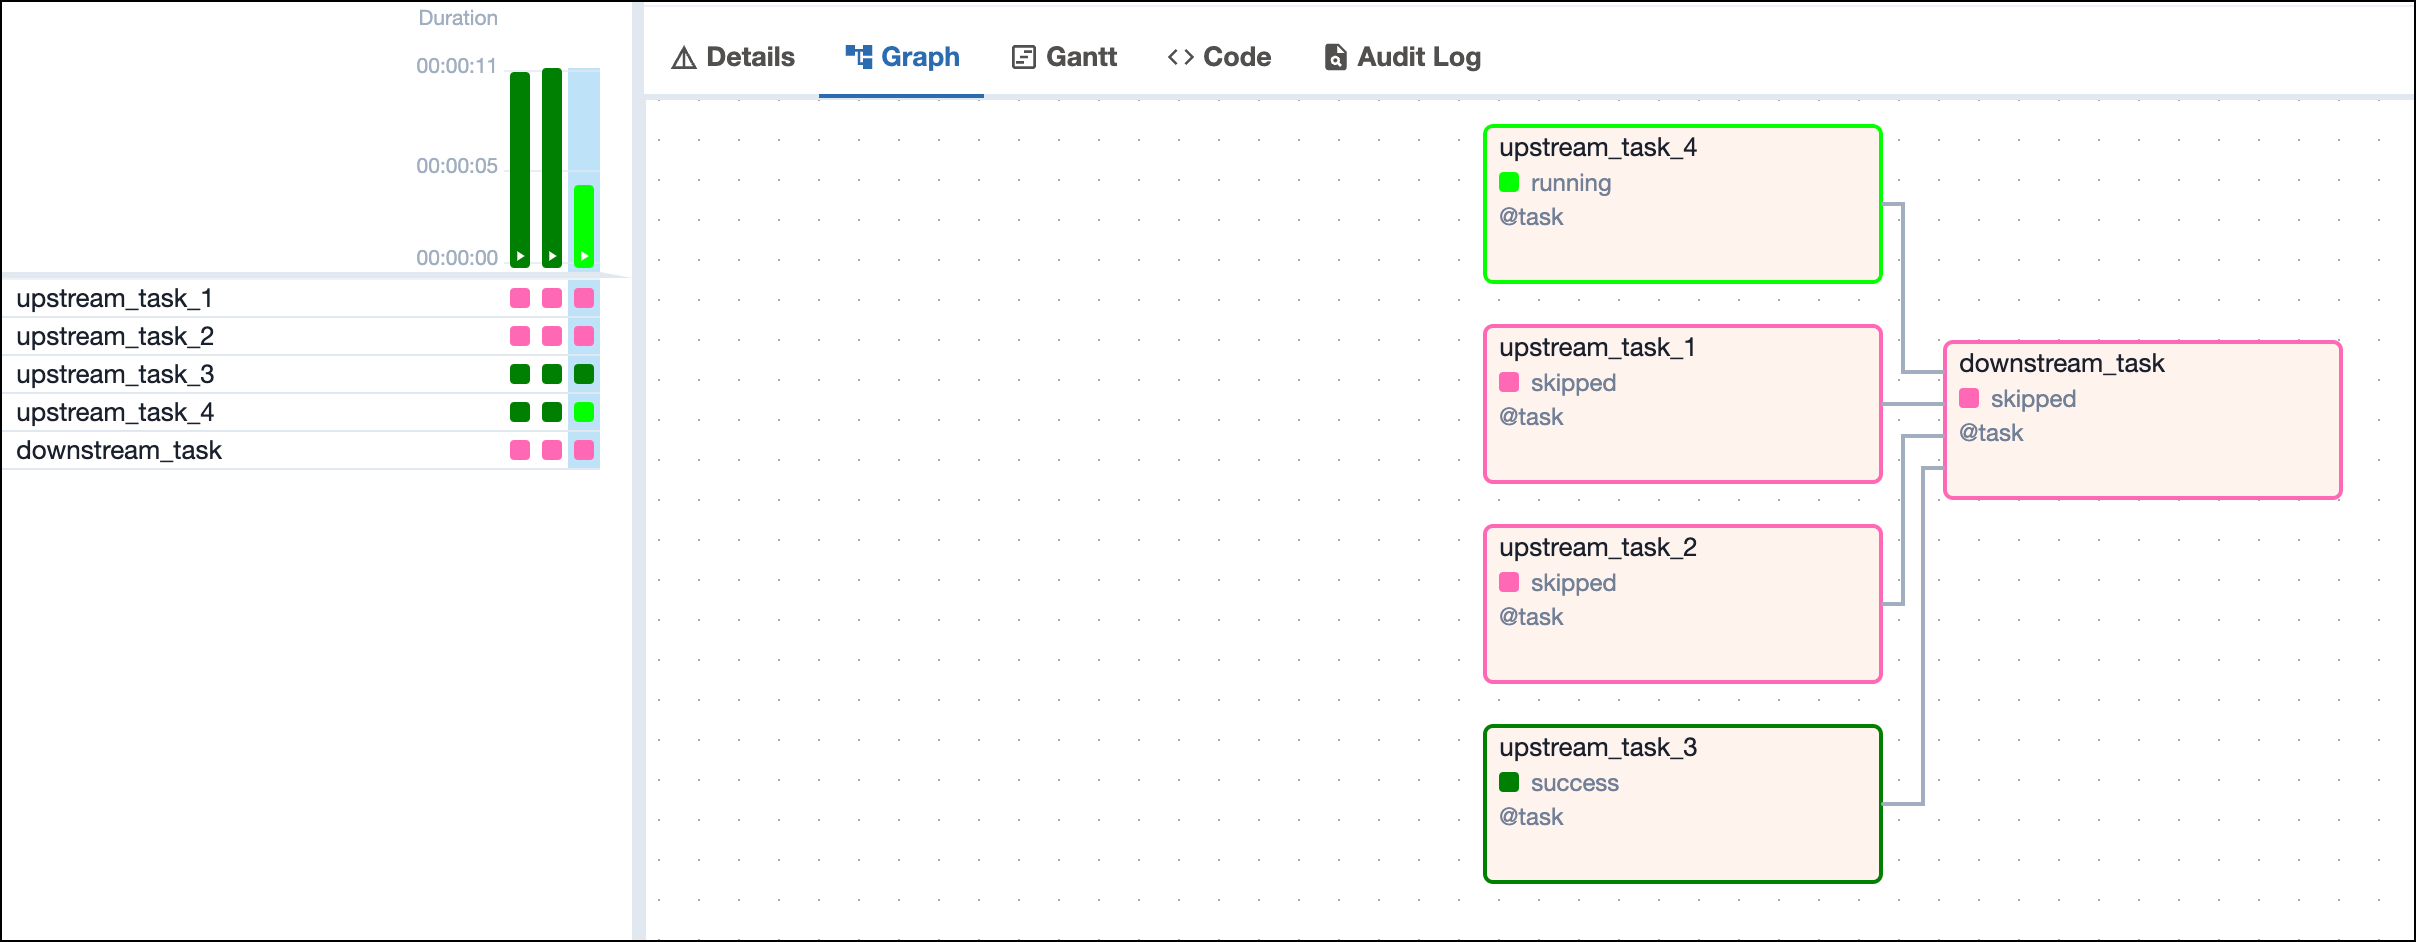 Duration
00:00:11
00:00:05
00:00:00
upstream_task_1
upstream_task_2
upstream_task_3
upstream_task_4
downstream_task
Details Graph Gantt Code Audit Log
upstream_task_4
running
@task
upstream_task_1
skipped
@task
downstream_task
skipped
@task
upstream_task_2
skipped
@task
upstream_task_3
success
@task